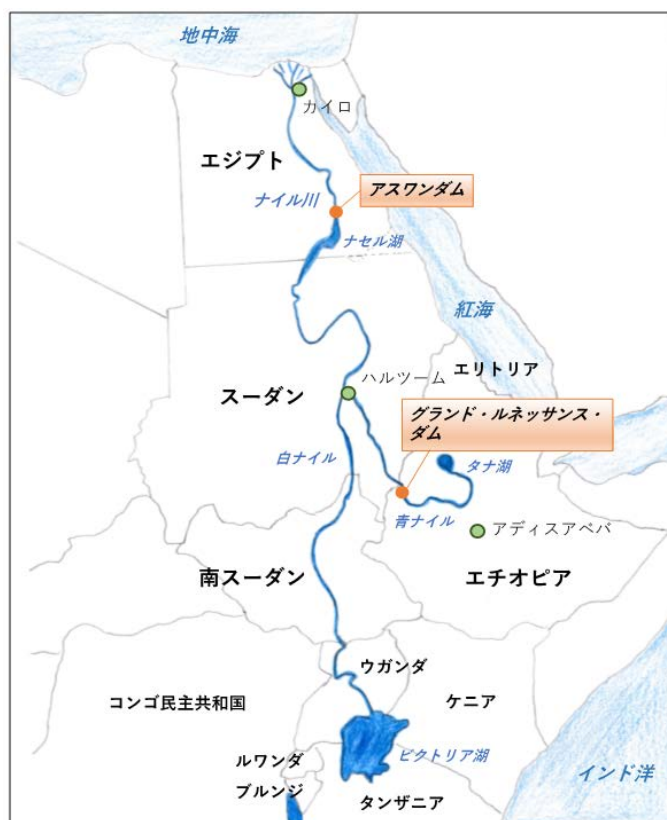 地中海
カイロ
エジプト
アスワンダム
ナイル川
ナセル湖
紅海
エリトリア
ハルツーム
スーダン
グランド・ルネッサンス・
ダム
白ナイル
タナ湖
青ナイル
アディスアベバ
南スーダン
エチオピア
ウガンダ
コンゴ民主共和国
ケニア
ルワンダ
ビクトリア湖
インド洋
ブルンジ
タンザニア